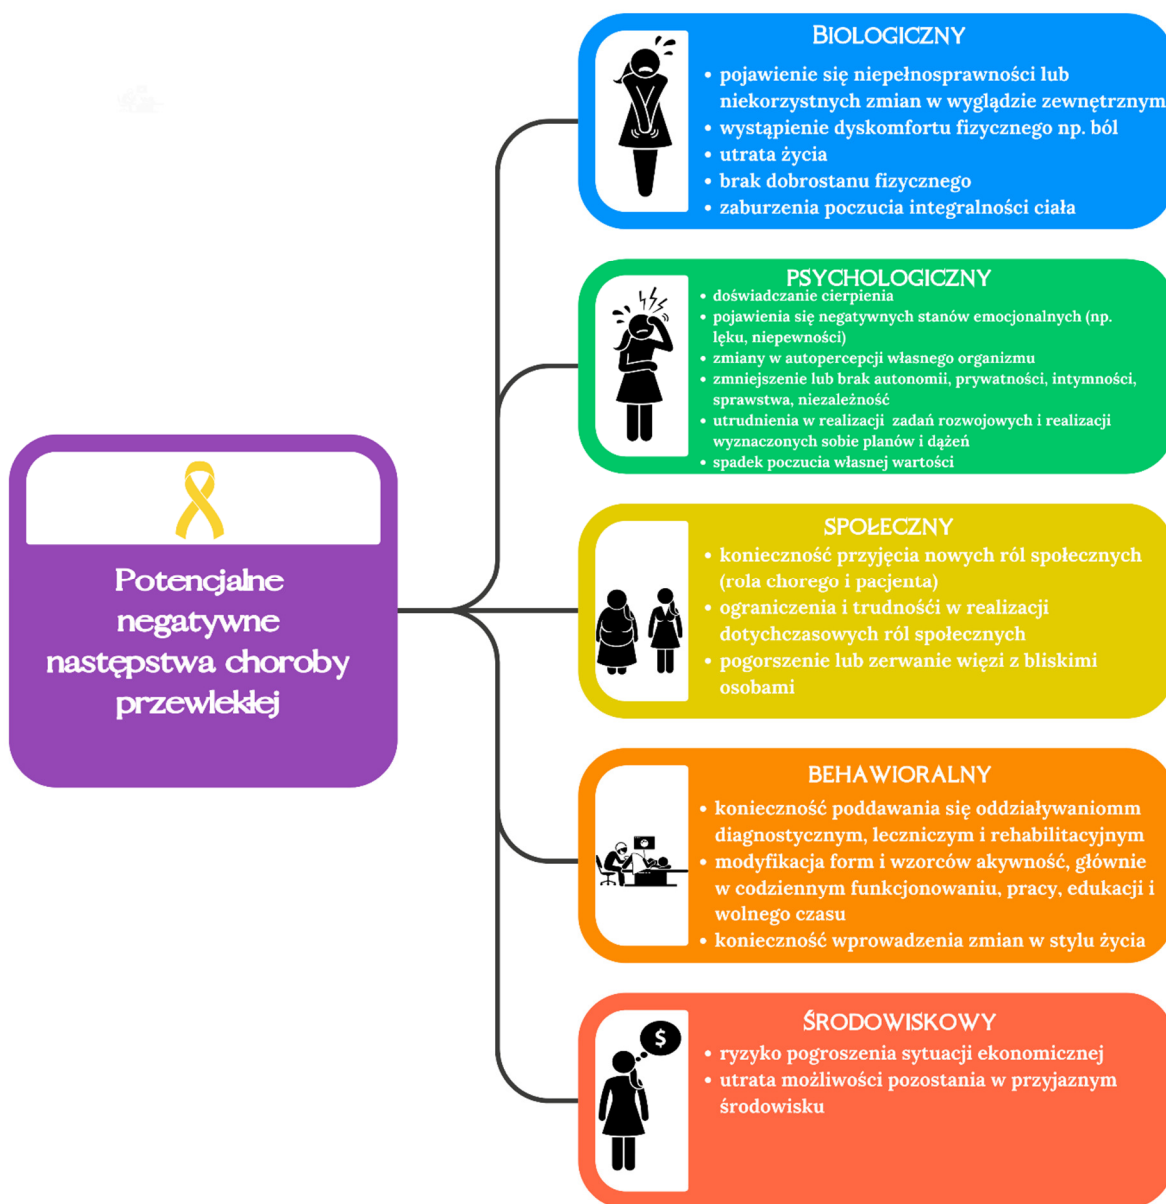 Potencjalne
negatywne
następstwa choroby
przewlekłej
BIOLOGICZNY
• pojawienie się niepełnosprawności lub
niekorzystnych zmian w wyglądzie zewnętrznym
• wystąpienie dyskomfortu fizycznego np. ból
• utrata życia
• brak dobrostanu fizycznego
• zaburzenia poczucia integralności ciała
PSYCHOLOGICZNY
• doświadczanie cierpienia
• pojawienia się negatywnych stanów emocjonalnych (np.
lęku, niepewności)
• zmiany w autopercepcji własnego organizmu
• zmniejszenie lub brak autonomii, prywatności, intymności,
sprawstwa, niezależność
• utrudnienia w realizacji zadań rozwojowych i realizacji
wyznaczonych sobie planów i dążeń
• spadek poczucia własnej wartości
SPOŁECZNY
• konieczność przyjęcia nowych ról społecznych
(rola chorego i pacjenta)
• ograniczenia i trudnośći w realizacji
dotychczasowych ról społecznych
• pogorszenie lub zerwanie więzi z bliskimi
osobami
BEHAWIORALNY
• konieczność poddawania się oddziaływaniomm
diagnostycznym, leczniczym i rehabilitacyjnym
• modyfikacja form i wzorców akywność, głównie
w codziennym funkcjonowaniu, pracy, edukacji i
wolnego czasu
• konieczność wprowadzenia zmian w stylu życia
ŚRODOWISKOWY
$
• ryzyko pogroszenia sytuacji ekonomicznej
• utrata możliwości pozostania w przyjaznym
środowisku